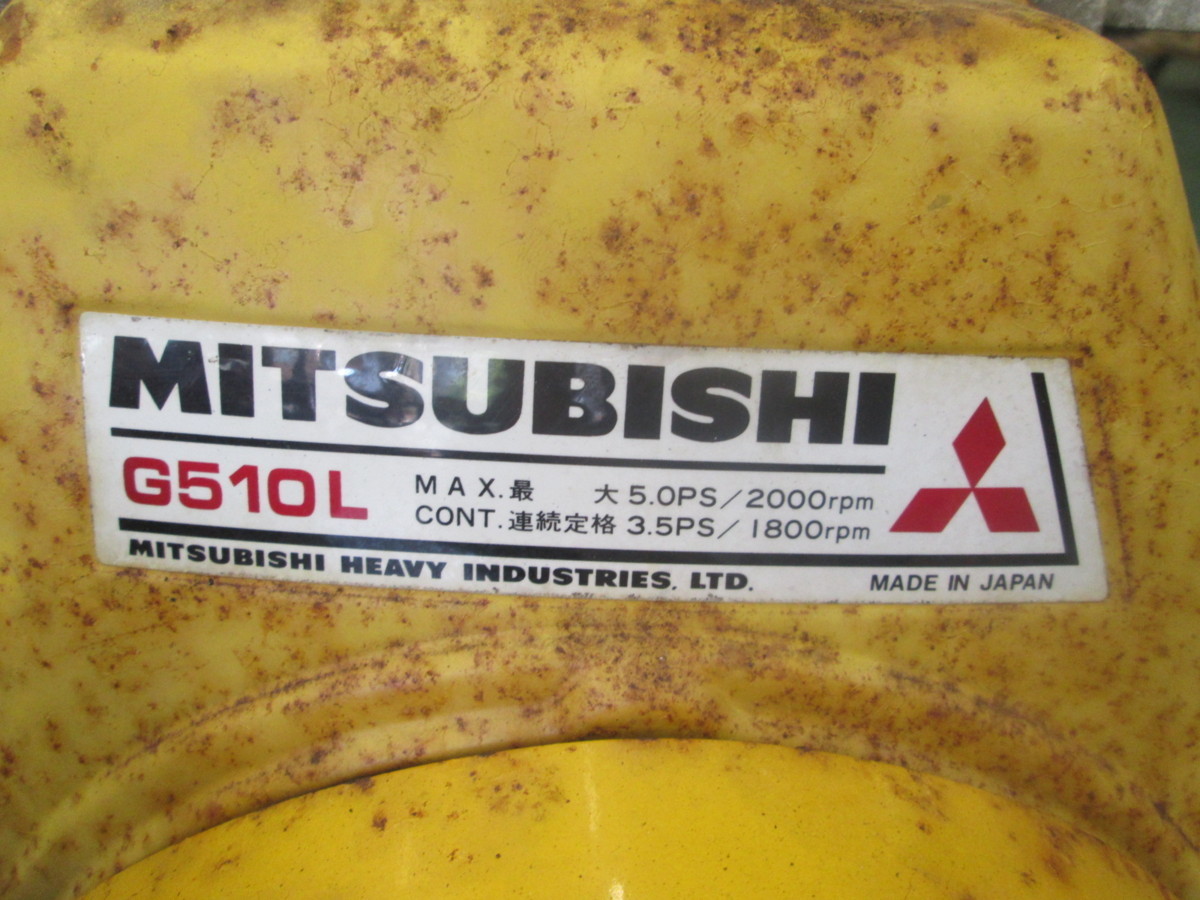 MITSUBISHI
G510L
MAX.最 大 5.0PS/2000rpm
CONT.連続定格 3.5PS/1800rpm
MITSUBISHI HEAVY INDUSTRIES, LTD.
MADE IN JAPAN